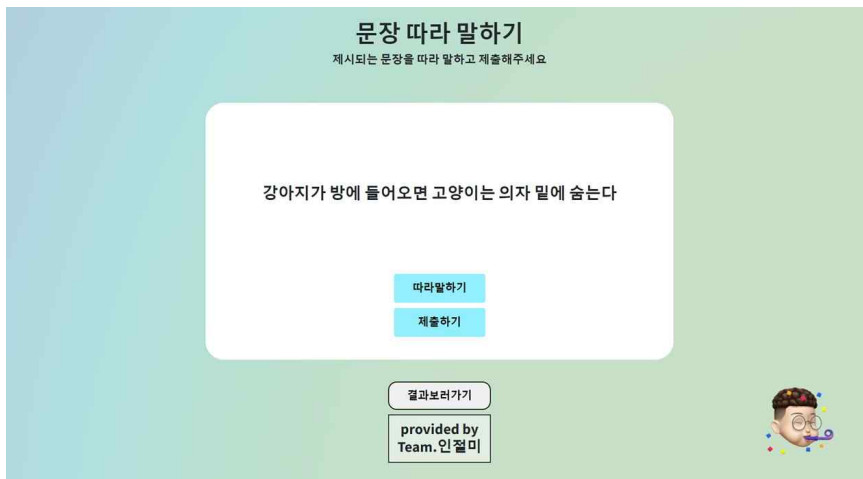 문장 따라 말하기
제시되는 문장을 따라 말하고 제출해주세요
강아지가 방에 들어오면 고양이는 의자 밑에 숨는다
따라말하기
제출하기
결과보러가기
provided by
Team.인절미